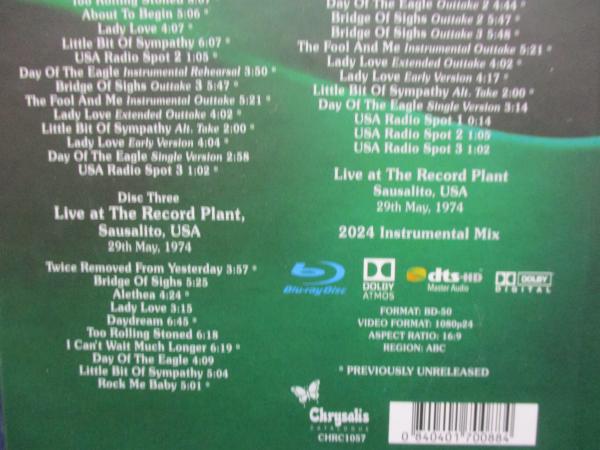 Too Rolling Stoned
About To Begin 5:06 *
Lady Love 4:07 *
Little Bit Of Sympathy 6:07 *
USA Radio Spot 2 1:05 *
Day Of The Eagle Instrumental Rehearsal 3:50 *
Bridge Of Sighs Outtake 3 5:47 *
The Fool And Me Instrumental Outtake 5:21 *
Lady Love Extended Outtake 4:02 *
Little Bit Of Sympathy Alt. Take 2:00 *
Lady Love Early Version 4:04 *
Day Of The Eagle Single Version 2:58
USA Radio Spot 3 1:02 *
Disc Three
Live at The Record Plant,
Sausalito, USA
29th May, 1974
Twice Removed From Yesterday 3:57 *
Bridge Of Sighs 5:25
Alethea 4:24 *
Lady Love 3:15
Daydream 6:45 *
Too Rolling Stoned 6:18
I Can't Wait Much Longer 6:19 *
Day Of The Eagle 4:09
Little Bit Of Sympathy 5:04
Rock Me Baby 5:01 *
Day Of The Eagle Outtake 2 4:44 *
Bridge Of Sighs Outtake 2 5:47 *
Bridge Of Sighs Outtake 3 5:48 *
The Fool And Me Instrumental Outtake 5:21 *
Lady Love Extended Outtake 4:02 *
Lady Love Early Version 4:17 *
Little Bit Of Sympathy Alt. Take 2:00 *
Day Of The Eagle Single Version 3:14
USA Radio Spot 1 0:14
USA Radio Spot 2 1:05
USA Radio Spot 3 1:02
Live at The Record Plant
Sausalito, USA
29th May, 1974
2024 Instrumental Mix
Blu-ray Disc
DOLBY
ATMOS
dts-HD
Master Audio
DOLBY
DIGITAL
FORMAT: BD-50
VIDEO FORMAT: 1080p24
ASPECT RATIO: 16:9
REGION: ABC
* PREVIOUSLY UNRELEASED
Chrysalis
CATALOGUE
CHRC1057
0 840401 700884